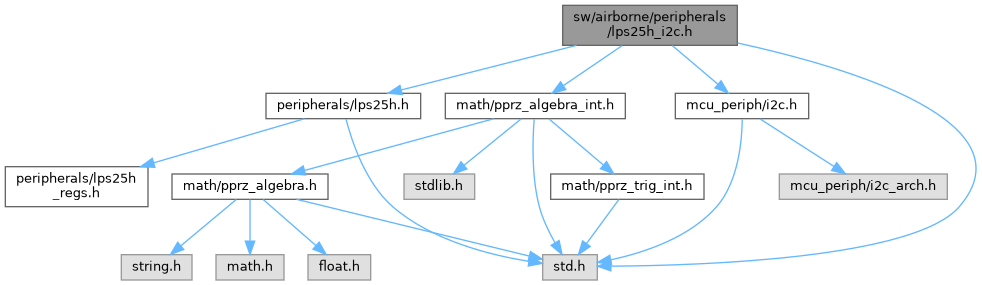 sw/airborne/peripherals
/lps25h_i2c.h
peripherals/lps25h.h
math/pprz_algebra_int.h
mcu_periph/i2c.h
peripherals/lps25h
_regs.h
math/pprz_algebra.h
stdlib.h
math/pprz_trig_int.h
mcu_periph/i2c_arch.h
string.h
math.h
float.h
std.h